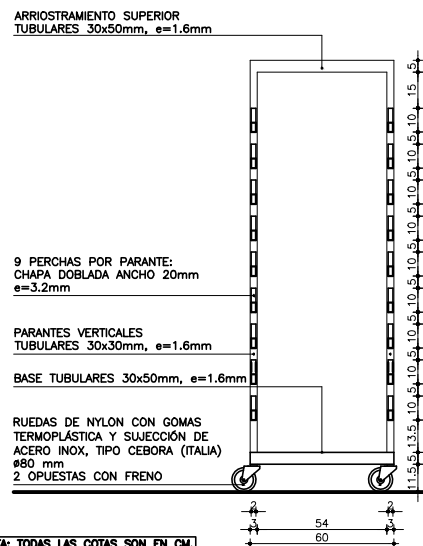 ARRIOSTRAMIENTO SUPERIOR
TUBULARES 30x50mm, e=1.6mm
9 PERCHAS POR PARANTE:
CHAPA DOBLADA ANCHO 20mm
e=3.2mm
PARANTES VERTICALES
TUBULARES 30x30mm, e=1.6mm
BASE TUBULARES 30x50mm, e=1.6mm
RUEDAS DE NYLON CON GOMAS
TERMOPLÁSTICA Y SUJECCIÓN DE
ACERO INOX, TIPO CEBORA (ITALIA)
ø80 mm
2 OPUESTAS CON FRENO
5
15
10
5
10
5
10
5
10
5
10
5
10
5
10
5
10
5
10
13.5
5
11.5
2 2
3 54 3
60
TA: TODAS LAS COTAS SON EN CM.